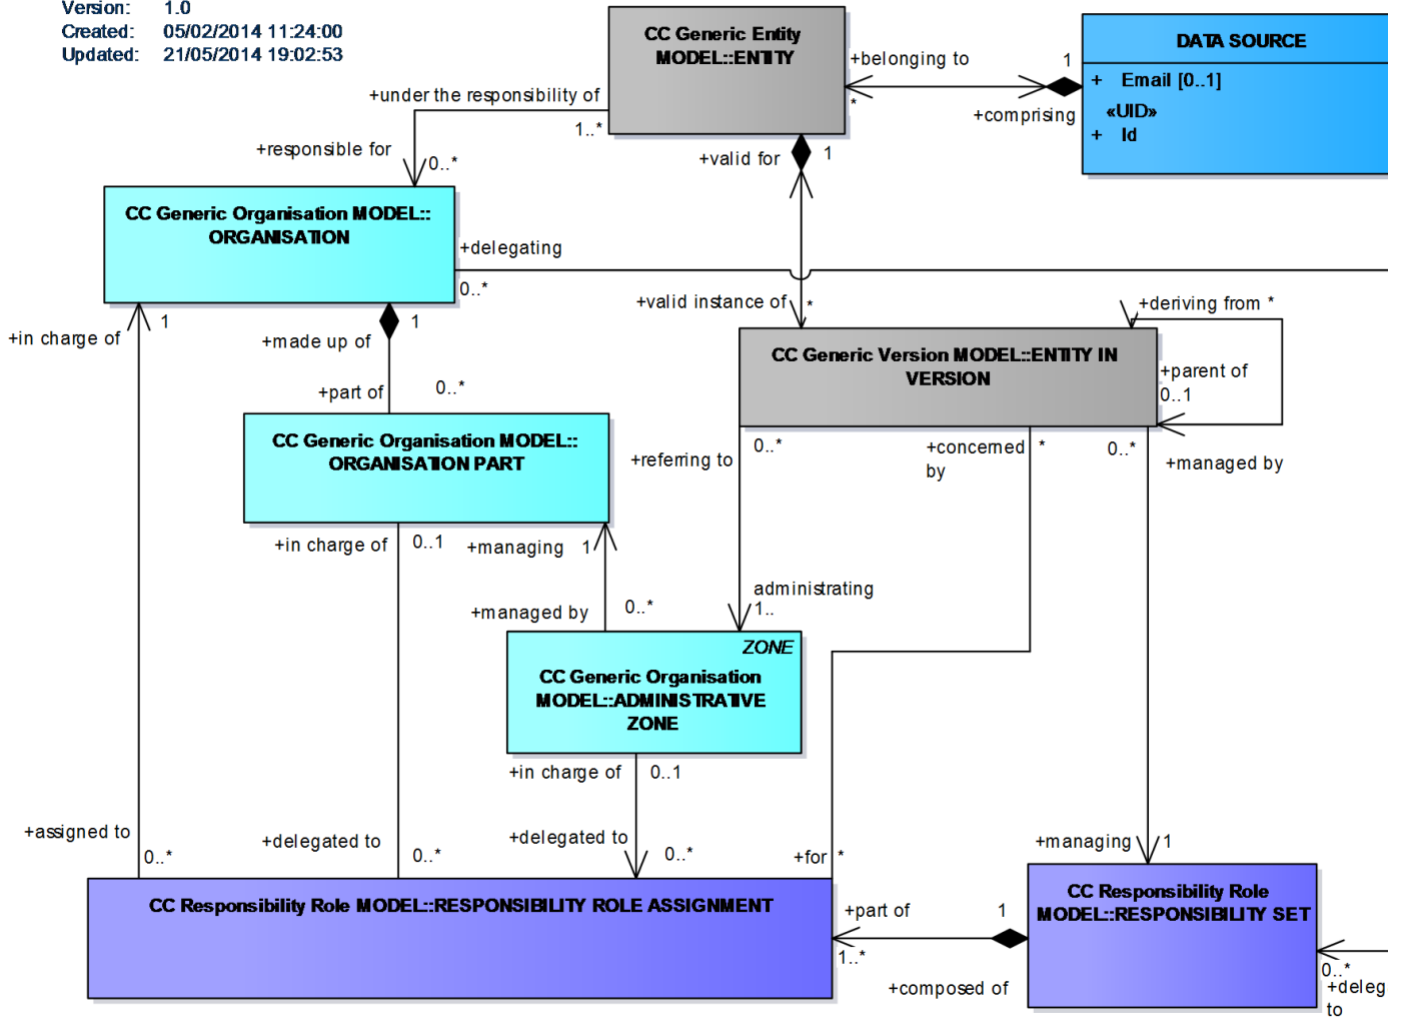 Version: 1.0
Created: 05/02/2014 11:24:00
Updated: 21/05/2014 19:02:53
CC Generic Entity
MODEL::ENTITY
DATA SOURCE
+ Email [0..1]
«UID»
+ Id
+belonging to
1
*
+comprising
+under the responsibility of
1..*
+responsible for
0..*
+valid for
1
CC Generic Organisation MODEL::
ORGANISATION
+delegating
0..*
+valid instance of
*
+deriving from *
+in charge of
1
+made up of
1
CC Generic Version MODEL::ENTITY IN
VERSION
+parent of
0..1
+part of
0..*
CC Generic Organisation MODEL::
ORGANISATION PART
+referring to
0..*
+concerned
by
*
0..*
+managed by
+in charge of
0..1
+managing
1
+managed by
0..*
administrating
1..
ZONE
CC Generic Organisation
MODEL::ADMINISTRATIVE
ZONE
+in charge of
0..1
+assigned to
0..*
+delegated to
0..*
+delegated to
0..*
+for
*
+managing
1
CC Responsibility Role MODEL::RESPONSIBILITY ROLE ASSIGNMENT
CC Responsibility Role
MODEL::RESPONSIBILITY SET
+part of
1
1..*
+composed of
0..*
+deleg
to